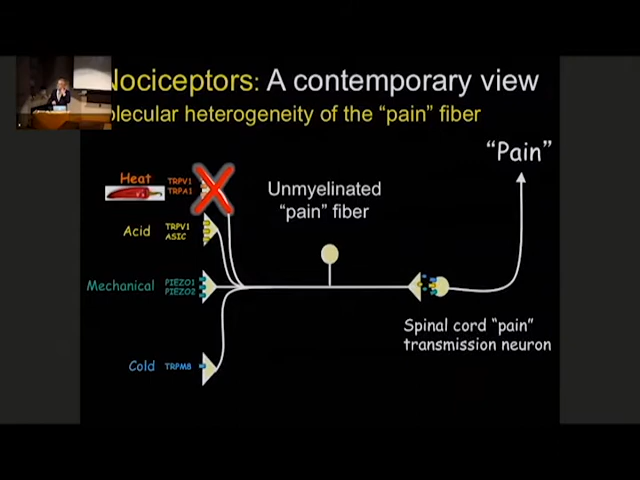 Nociceptors: A contemporary view
olecular heterogeneity of the “pain” fiber
“Pain”
Heat
TRPV1
TRPA1
Unmyelinated
“pain” fiber
Acid
TRPV1
ASIC
Mechanical
PIEZO1
PIEZO2
Spinal cord “pain”
transmission neuron
Cold
TRPM8